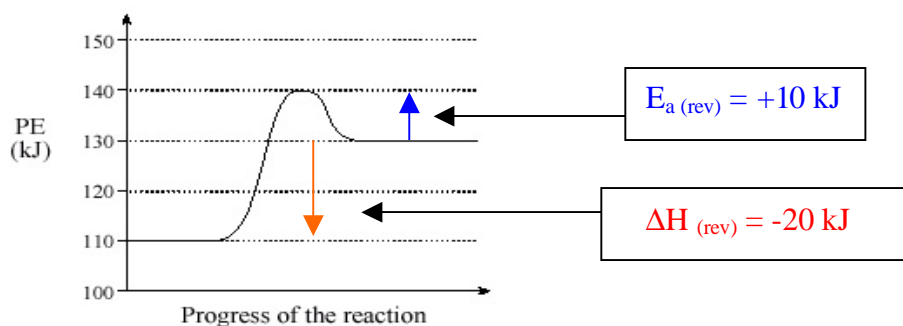 150
140
PE
(kJ)
130
120
110
100
Progress of the reaction
Ea (rev) = +10 kJ
ΔH (rev) = -20 kJ